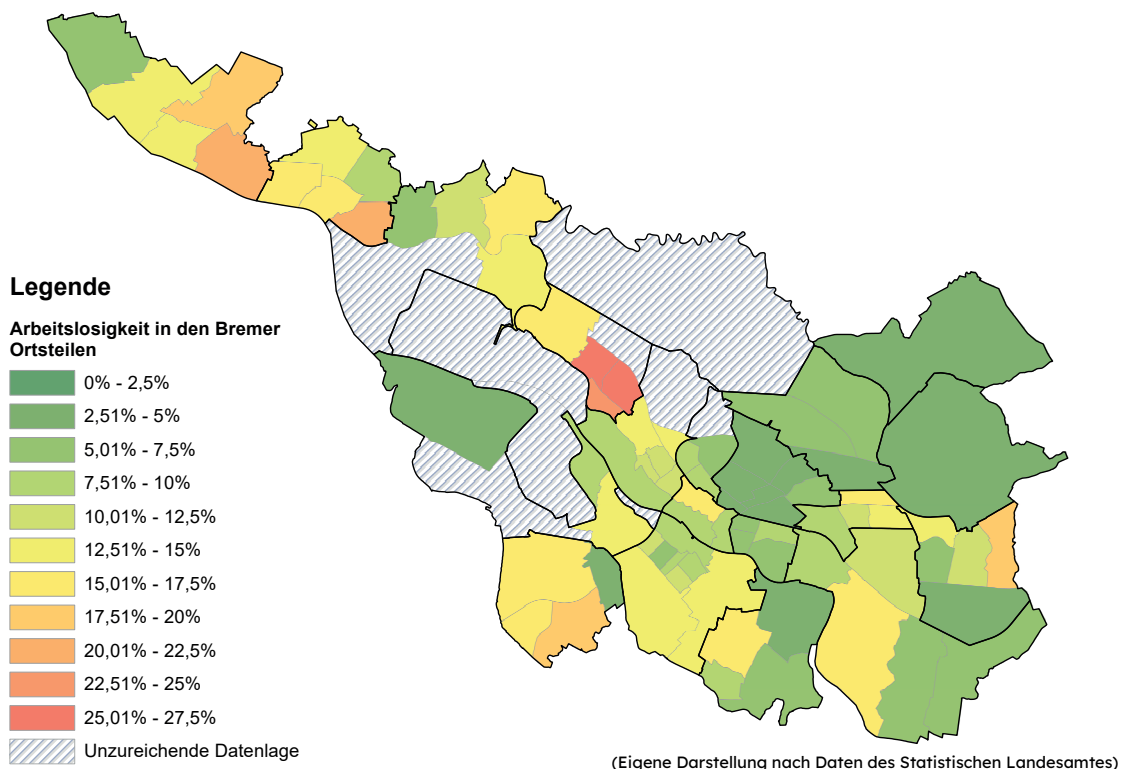 Legende
Arbeitslosigkeit in den Bremer
Ortsteilen
0% - 2,5%
2,51% - 5%
5,01% - 7,5%
7,51% - 10%
10,01% - 12,5%
12,51% - 15%
15,01% - 17,5%
17,51% - 20%
20,01% - 22,5%
22,51% - 25%
25,01% - 27,5%
Unzureichende Datenlage
(Eigene Darstellung nach Daten des Statistischen Landesamtes)